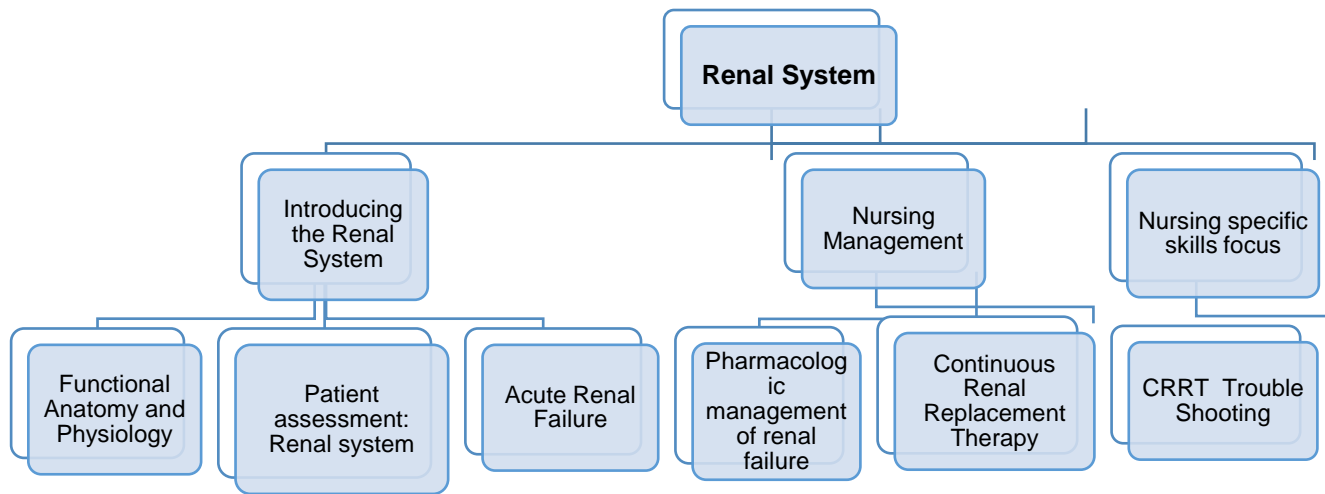 Renal System
Introducing
the Renal
System
Nursing
Management
Nursing specific
skills focus
Functional
Anatomy and
Physiology
Patient
assessment:
Renal system
Acute Renal
Failure
Pharmacolog
ic
management
of renal
failure
Continuous
Renal
Replacement
Therapy
CRRT Trouble
Shooting